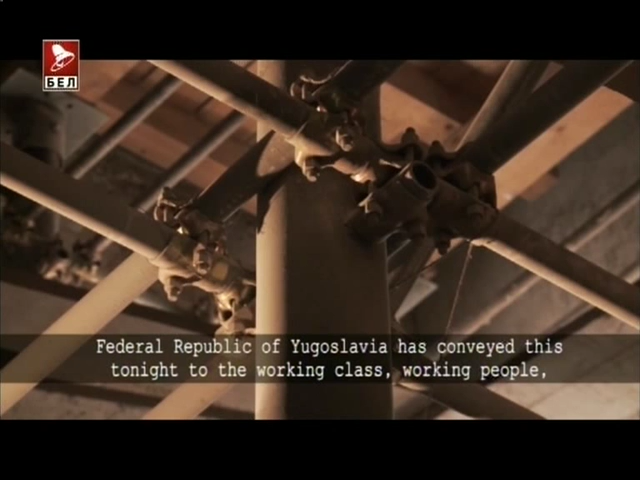 БЕЛ
Federal Republic of Yugoslavia has conveyed this
tonight to the working class, working people,